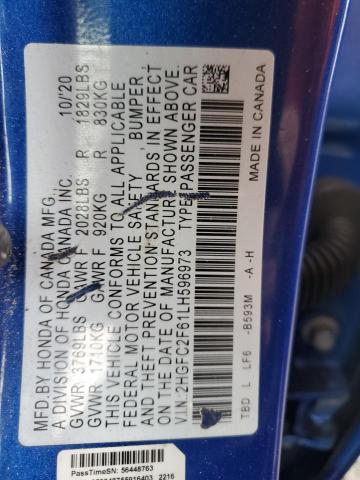 MFD.BY HONDA OF CANADA MFG., 10/20
A DIVISION OF HONDA CANADA INC.
GVWR 3769LBS GAWR F 2028LBS R 1829LBS
GVWR 1710KG GAWR F 920KG R 830KG
THIS VEHICLE CONFORMS TO ALL APPLICABLE
FEDERAL MOTOR VEHICLE SAFETY, BUMPER,
AND THEFT PREVENTION STANDARDS IN EFFECT
ON THE DATE OF MANUFACTURE SHOWN ABOVE.
V.I.N: 2HGFC2F61LH596973 TYPE: PASSENGER CAR
MADE IN CANADA
TBD L LF6 -B593M -A -H
PassTimeSN: 56448763
2216